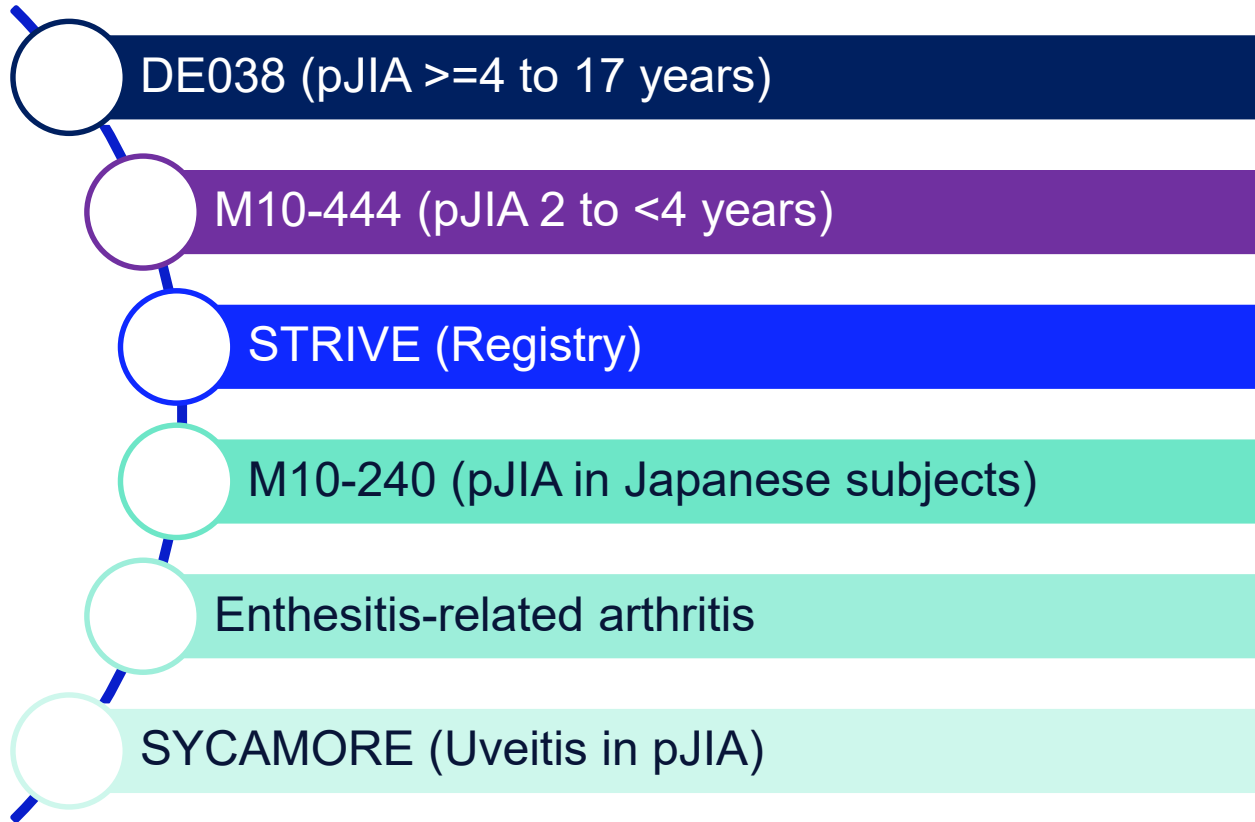 DE038 (pJIA >=4 to 17 years)
M10-444 (pJIA 2 to <4 years)
STRIVE (Registry)
M10-240 (pJIA in Japanese subjects)
Enthesitis-related arthritis
SYCAMORE (Uveitis in pJIA)